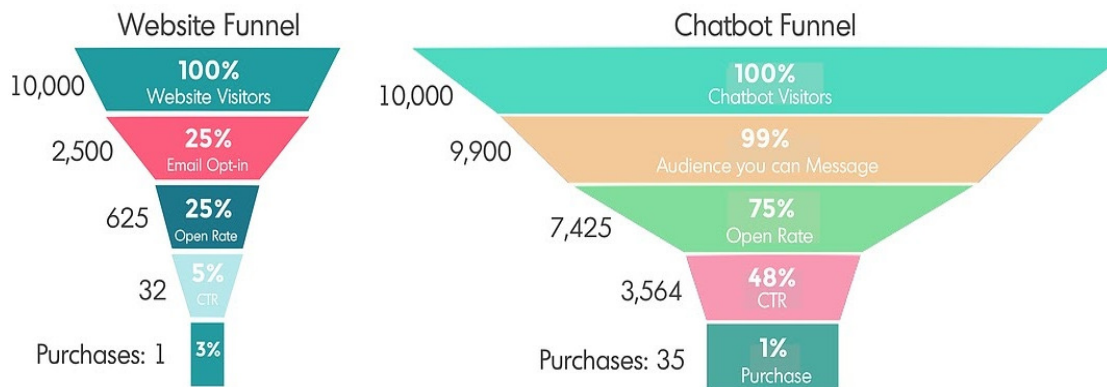 Website Funnel
10,000
100%
Website Visitors
2,500
25%
Email Opt-in
625
25%
Open Rate
32
5%
CTR
Purchases: 1
3%
Chatbot Funnel
10,000
100%
Chatbot Visitors
9,900
99%
Audience you can Message
7,425
75%
Open Rate
3,564
48%
CTR
Purchases: 35
1%
Purchase